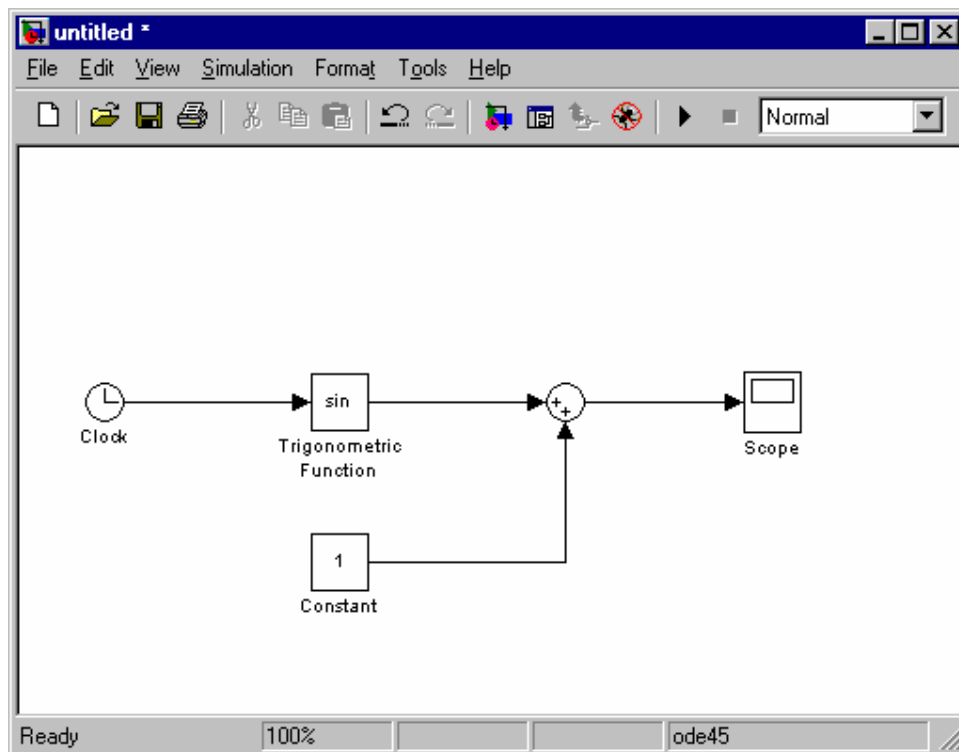 untitled *
File Edit View Simulation Format Tools Help
Normal
sin
Clock
Trigonometric
Function
Scope
1
Constant
Ready 100% ode45